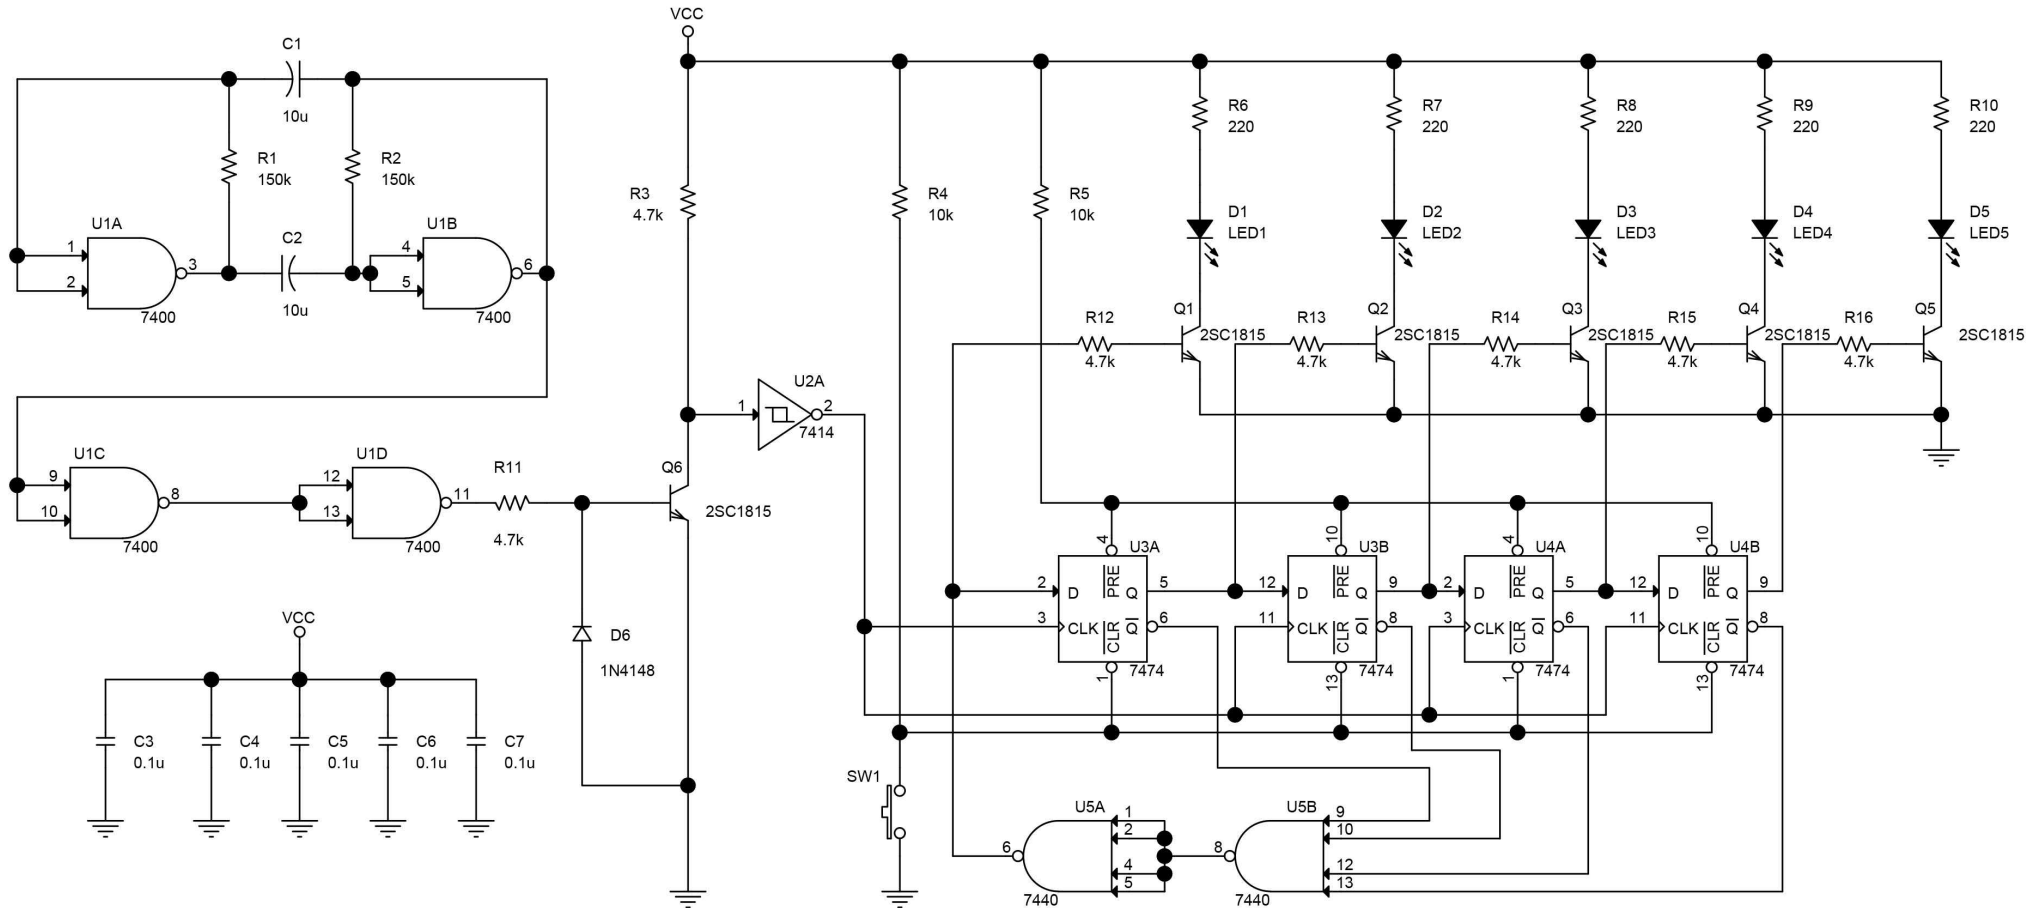 VCC
C1
10u
R1
150k
R2
150k
R3
4.7k
R4
10k
R5
10k
R6
220
R7
220
R8
220
R9
220
R10
220
U1A
1
2
3
7400
C2
10u
U1B
4
5
6
7400
D1
LED1
D2
LED2
D3
LED3
D4
LED4
D5
LED5
R12
4.7k
Q1
2SC1815
R13
4.7k
Q2
2SC1815
R14
4.7k
Q3
2SC1815
R15
4.7k
Q4
2SC1815
R16
4.7k
Q5
2SC1815
U2A
1
2
7414
U1C
9
10
8
7400
U1D
12
13
11
7400
R11
4.7k
Q6
2SC1815
D6
1N4148
U3A
4
2
D
PRE
Q
5
3
CLK
CLR
Q
6
1
7474
U3B
10
12
D
PRE
Q
9
11
CLK
CLR
Q
8
13
7474
U4A
4
2
D
PRE
Q
5
3
CLK
CLR
Q
6
1
7474
U4B
10
12
D
PRE
Q
9
11
CLK
CLR
Q
8
13
7474
VCC
C3
0.1u
C4
0.1u
C5
0.1u
C6
0.1u
C7
0.1u
SW1
U5A
1
2
4
5
6
7440
U5B
9
10
12
13
8
7440